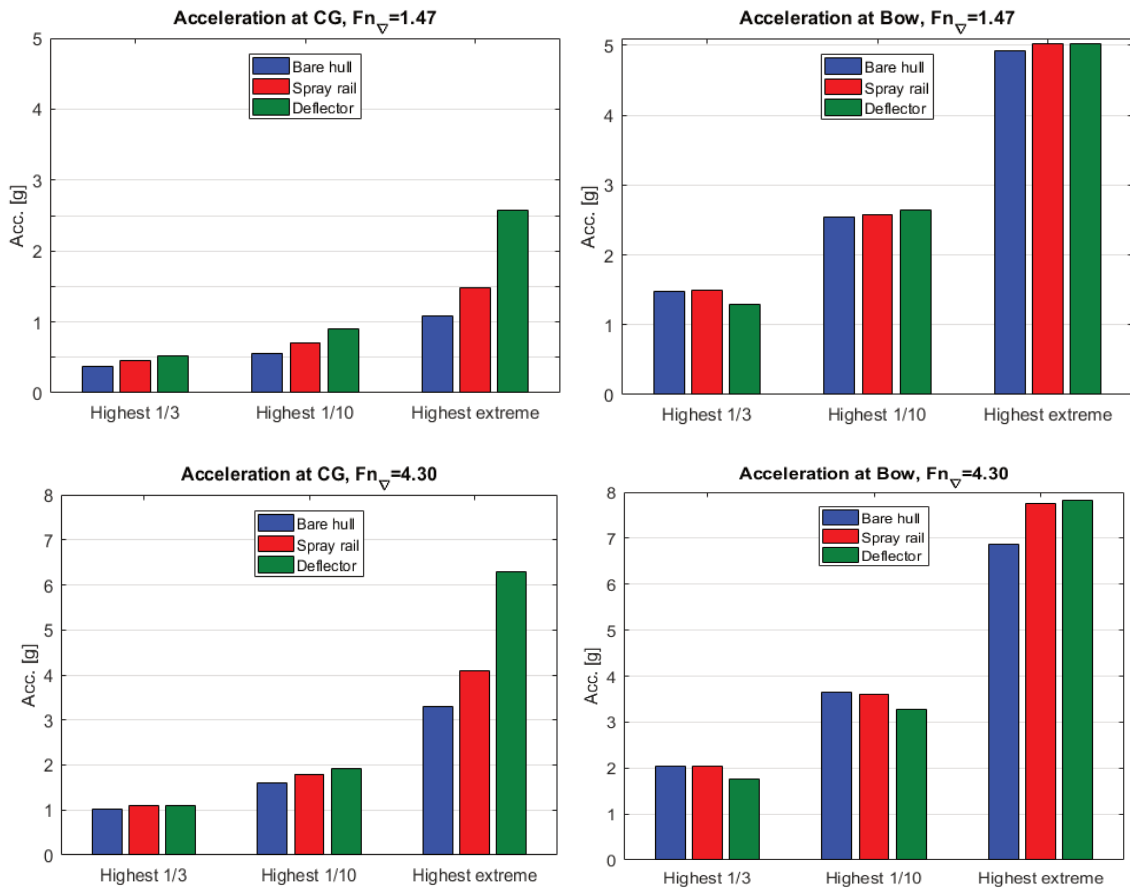 Acceleration at CG, Fn∇=1.47
5
4
3
2
1
0
Acc. [g]
Bare hull
Spray rail
Deflector
Highest 1/3 Highest 1/10 Highest extreme
Acceleration at Bow, Fn∇=1.47
5
5
4
3
2
1
0
Acc. [g]
Bare hull
Spray rail
Deflector
Highest 1/3 Highest 1/10 Highest extreme
Acceleration at CG, Fn∇=4.30
8
7
6
5
4
3
2
1
0
Acc. [g]
Bare hull
Spray rail
Deflector
Highest 1/3 Highest 1/10 Highest extreme
Acceleration at Bow, Fn∇=4.30
8
7
6
5
4
3
2
1
0
Acc. [g]
Bare hull
Spray rail
Deflector
Highest 1/3 Highest 1/10 Highest extreme